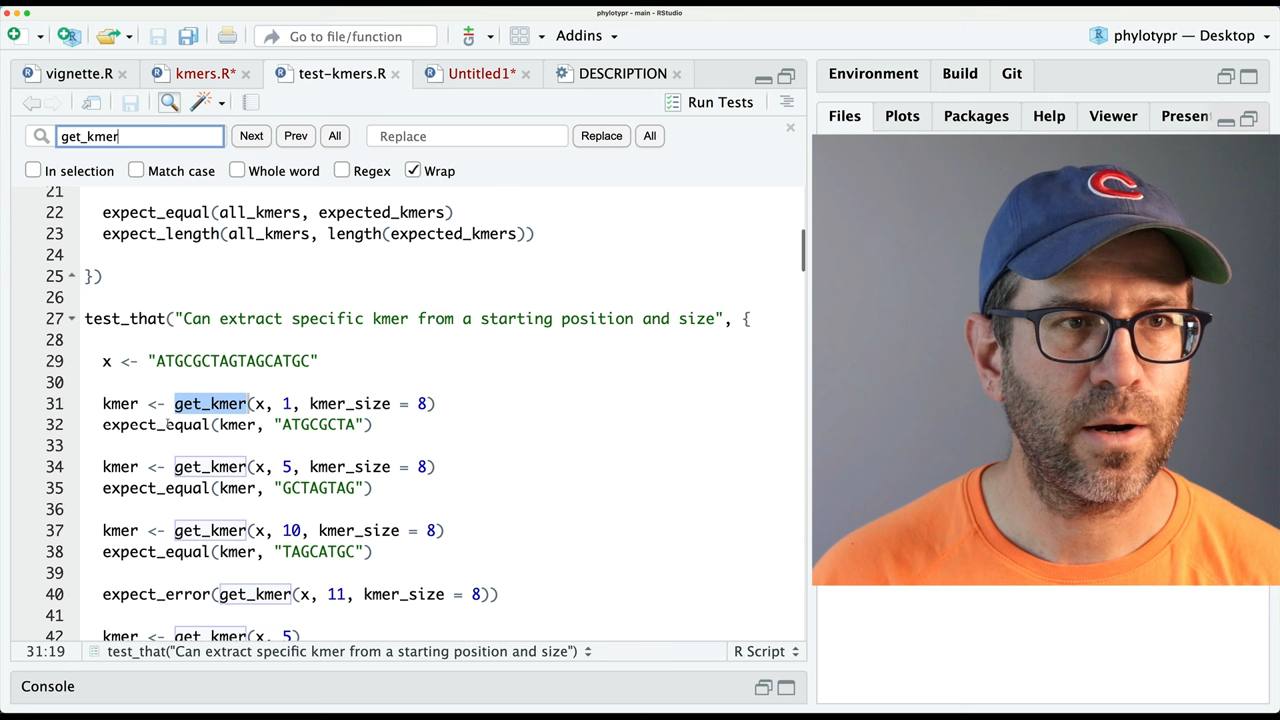 phylotypr - main - RStudio
Go to file/function
Addins
phylotypr — Desktop
vignette.R
kmers.R*
test-kmers.R
Untitled1*
DESCRIPTION
Run Tests
get_kmer
Next
Prev
All
Replace
Replace
All
In selection
Match case
Whole word
Regex
Wrap
21
22 expect_equal(all_kmers, expected_kmers)
23 expect_length(all_kmers, length(expected_kmers))
24
25 })
26
27 test_that("Can extract specific kmer from a starting position and size", {
28
29 x <- "ATGCGCTAGTAGCATGC"
30
31 kmer <- get_kmer(x, 1, kmer_size = 8)
32 expect_equal(kmer, "ATGCGCTA")
33
34 kmer <- get_kmer(x, 5, kmer_size = 8)
35 expect_equal(kmer, "GCTAGTAG")
36
37 kmer <- get_kmer(x, 10, kmer_size = 8)
38 expect_equal(kmer, "TAGCATGC")
39
40 expect_error(get_kmer(x, 11, kmer_size = 8))
41
42 kmer <- get_kmer(x, 5)
31:19
test_that("Can extract specific kmer from a starting position and size")
R Script
Console
Environment
Build
Git
Files
Plots
Packages
Help
Viewer
C